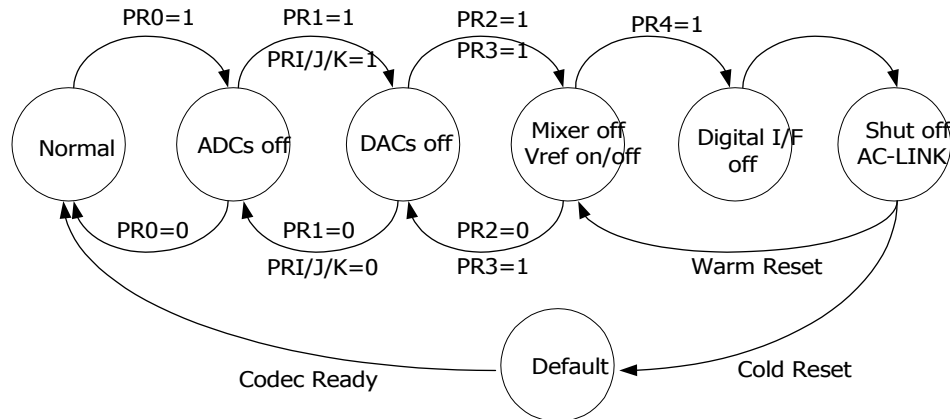 PR0=1
PR1=1
PRI/J/K=1
PR2=1
PR3=1
PR4=1
Normal
ADCs off
DACs off
Mixer off
Vref on/off
Digital I/F
off
Shut off
AC-LINK/
PR0=0
PR1=0
PRI/J/K=0
PR2=0
PR3=1
Warm Reset
Default
Codec Ready
Cold Reset